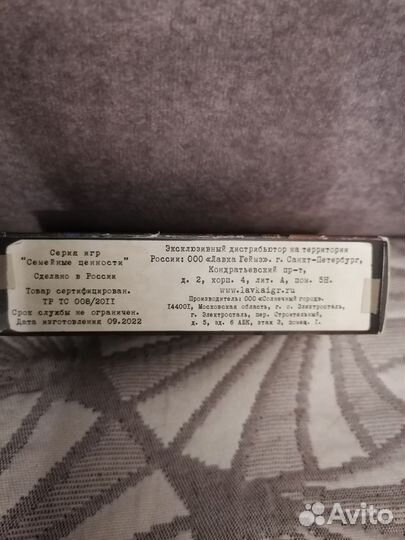 Серия игр
"Семейные ценности"
Сделано в России
Товар сертифицирован.
ТР ТС 008/2011
Срок службы не ограничен.
Дата изготовления 09.2022
Эксклюзивный дистрибьютор на территории
России: ООО «Лавка Геймз». г. Санкт-Петербург,
Кондратьевский пр-т,
д. 2, корп. 4, лит. А, пом. 5Н.
www.lavkaigr.ru
Производитель: ООО «Солнечный город».
144001, Московская область, г. о. Электросталь,
г. Электросталь, пер. Строительный,
д. 5, зд. 6 АБК, этаж 3, помещ. 1.
Avito